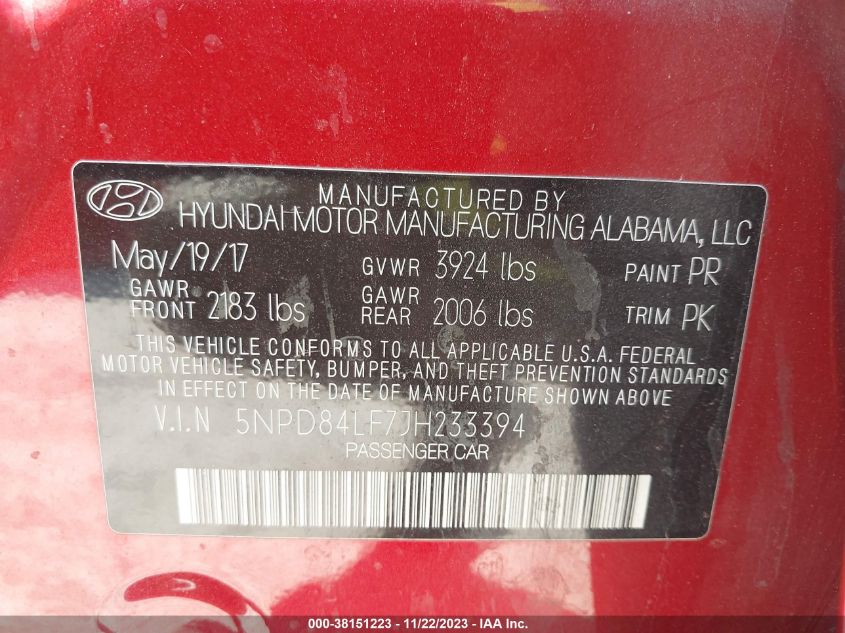 MANUFACTURED BY
HYUNDAI MOTOR MANUFACTURING ALABAMA, LLC
May/19/17 GVWR 3924 lbs PAINT PR
GAWR FRONT 2183 lbs GAWR REAR 2006 lbs TRIM PK
THIS VEHICLE CONFORMS TO ALL APPLICABLE U.S.A. FEDERAL
MOTOR VEHICLE SAFETY, BUMPER, AND THEFT PREVENTION STANDARDS
IN EFFECT ON THE DATE OF MANUFACTURE SHOWN ABOVE.
V.I.N 5NPD84LF7JH233394
PASSENGER CAR
000-38151223 - 11/22/2023 - IAA Inc.